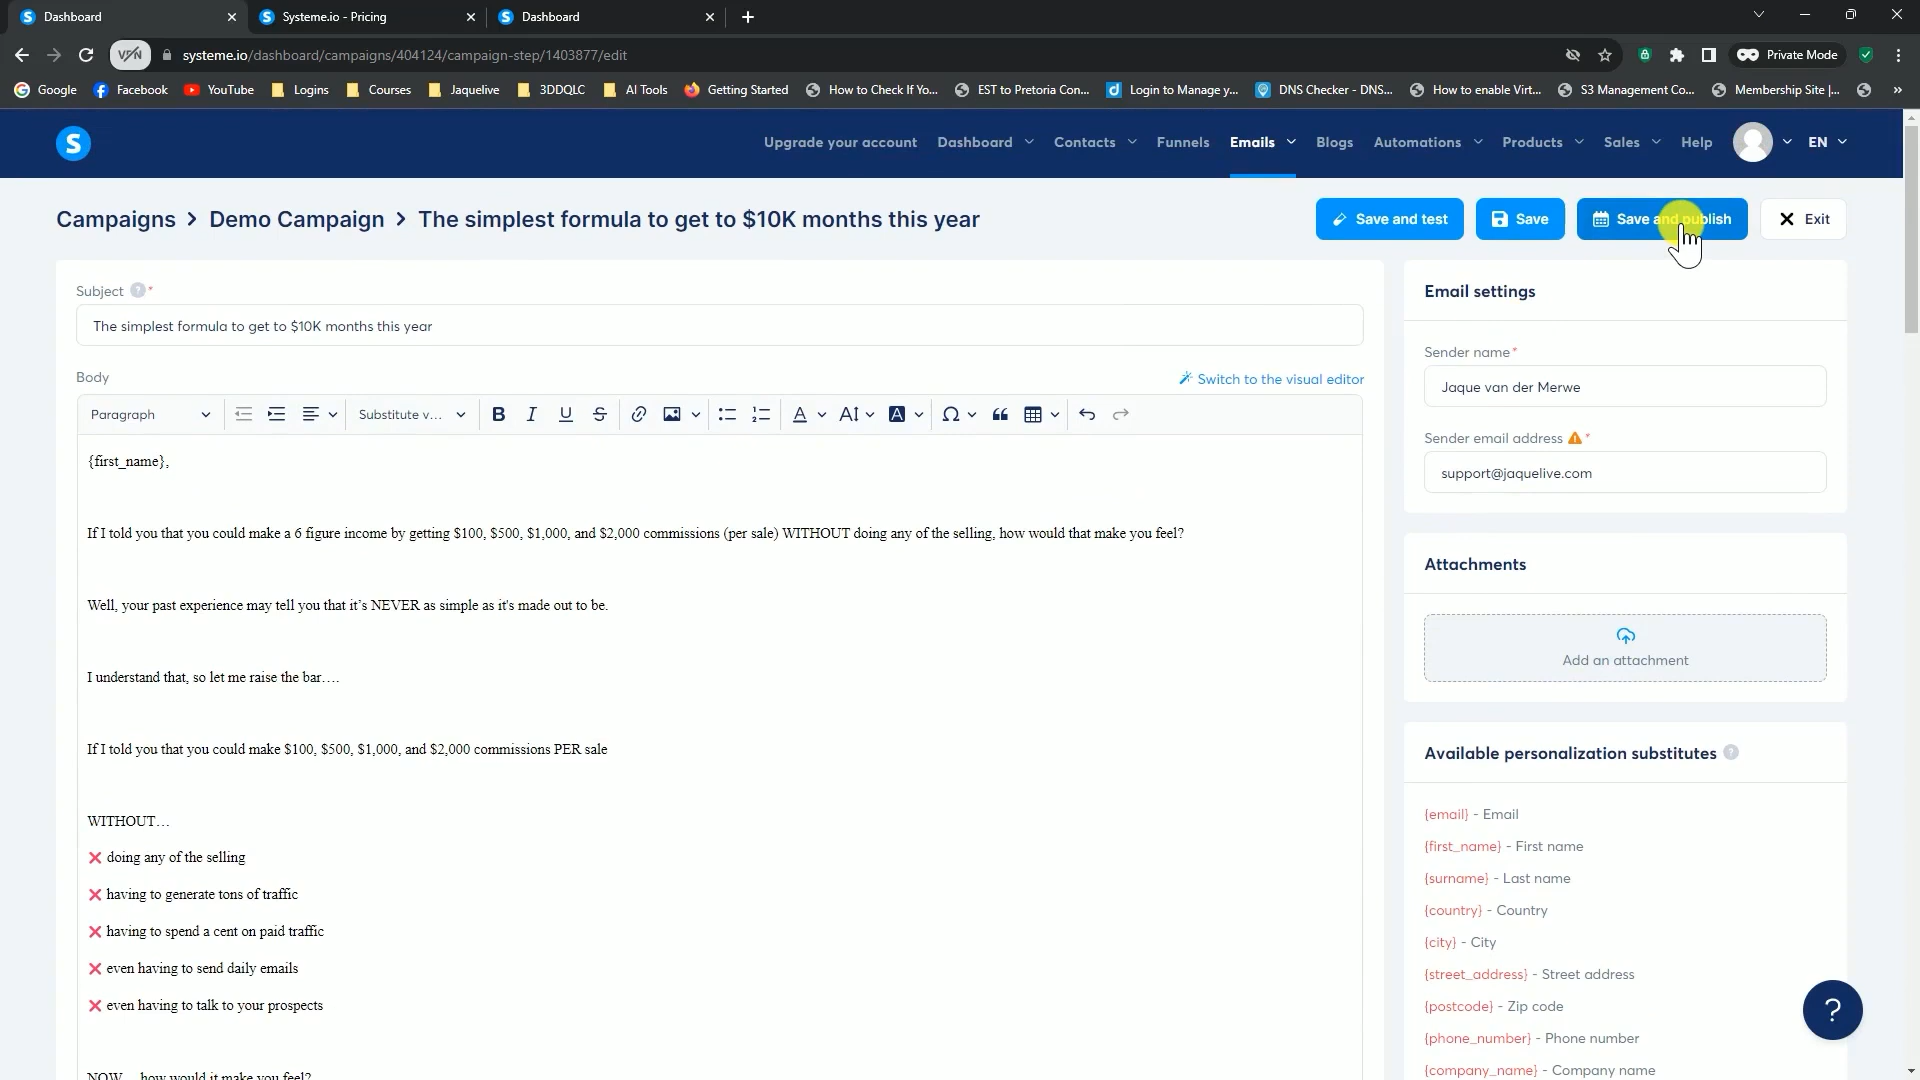 Dashboard
Systeme.io - Pricing
Dashboard
VPN
systeme.io/dashboard/campaigns/404124/campaign-step/1403877/edit
Private Mode
Google
Facebook
YouTube
Logins
Courses
Jaquelive
3DDQLC
AI Tools
Getting Started
How to Check If Yo...
EST to Pretoria Con...
Login to Manage y...
DNS Checker - DNS...
How to enable Virt...
S3 Management Co...
Membership Site |...
»
S
Upgrade your account
Dashboard
Contacts
Funnels
Emails
Blogs
Automations
Products
Sales
Help
EN
Campaigns > Demo Campaign > The simplest formula to get to $10K months this year
Save and test
Save
Save and publish
Exit
Subject ? *
The simplest formula to get to $10K months this year
Body
Switch to the visual editor
Paragraph
Substitute v...
{first_name},
If I told you that you could make a 6 figure income by getting $100, $500, $1,000, and $2,000 commissions (per sale) WITHOUT doing any of the selling, how would that make you feel?
Well, your past experience may tell you that it’s NEVER as simple as it's made out to be.
I understand that, so let me raise the bar….
If I told you that you could make $100, $500, $1,000, and $2,000 commissions PER sale
WITHOUT…
❌ doing any of the selling
❌ having to generate tons of traffic
❌ having to spend a cent on paid traffic
❌ even having to send daily emails
❌ even having to talk to your prospects
NOW… how would it make you feel?
Email settings
Sender name *
Jaque van der Merwe
Sender email address *
support@jaquelive.com
Attachments
Add an attachment
Available personalization substitutes ?
{email} - Email
{first_name} - First name
{surname} - Last name
{country} - Country
{city} - City
{street_address} - Street address
{postcode} - Zip code
{phone_number} - Phone number
{company_name} - Company name
?